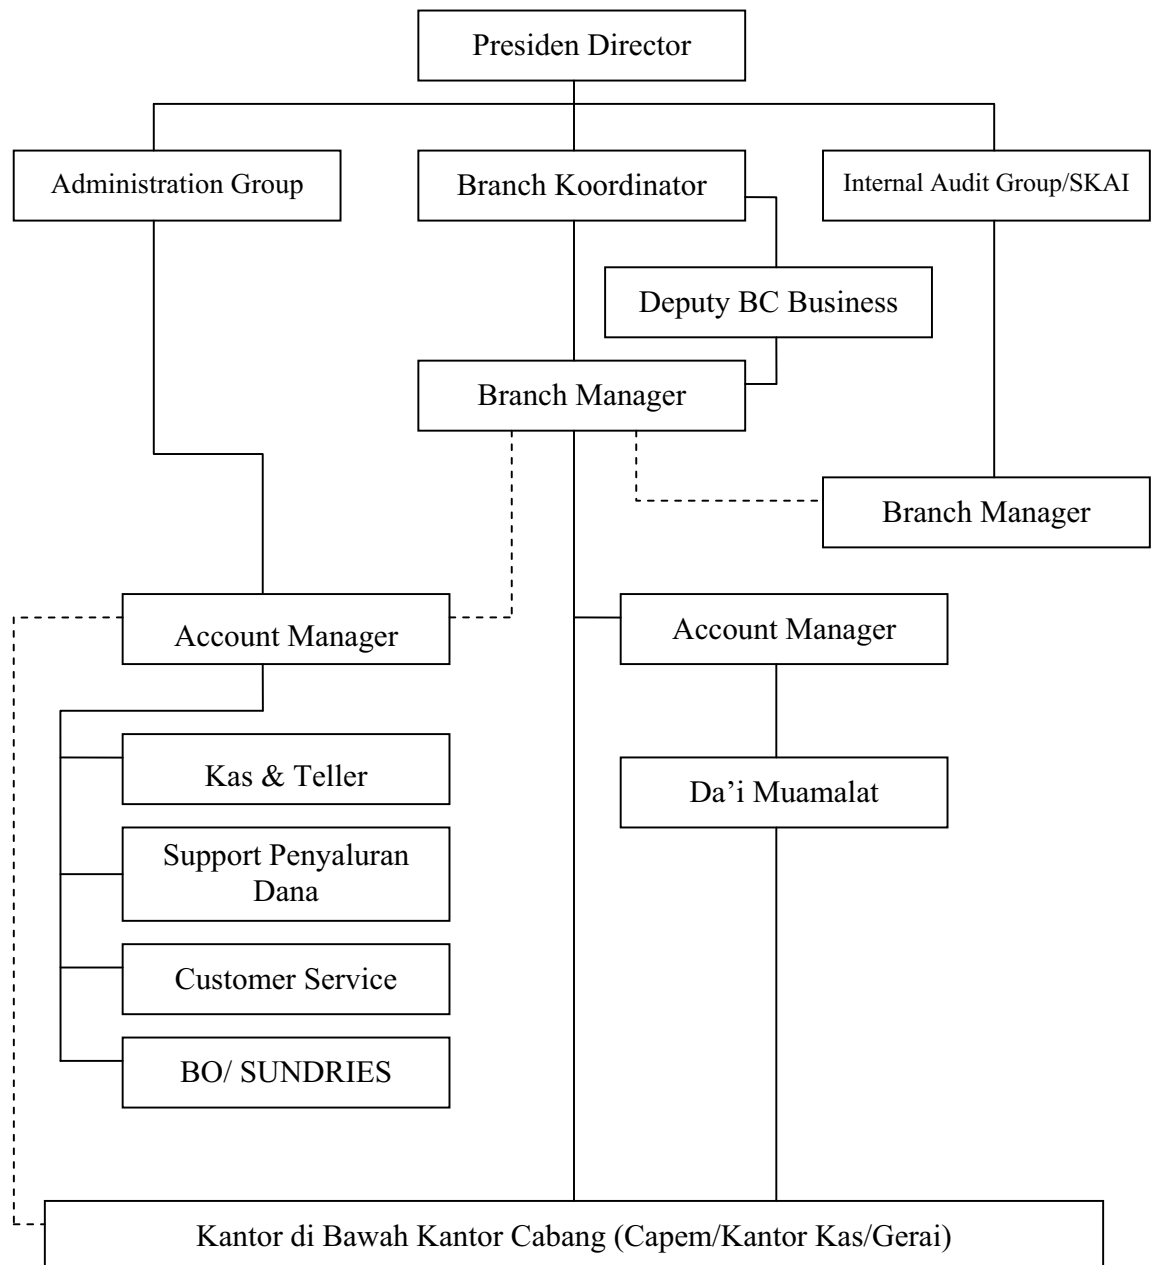 Presiden Director
Administration Group
Branch Koordinator
Internal Audit Group/SKAI
Deputy BC Business
Branch Manager
Branch Manager
Account Manager
Account Manager
Kas & Teller
Da’i Muamalat
Support Penyaluran
Dana
Customer Service
BO/ SUNDRIES
Kantor di Bawah Kantor Cabang (Capem/Kantor Kas/Gerai)